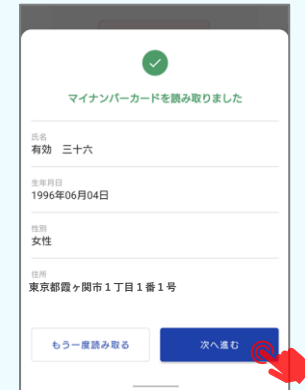 マイナンバーカードを読み取りました
氏名
有効 三十六
生年月日
1996年06月04日
性別
女性
住所
東京都霞ヶ関市1丁目1番1号
もう一度読み取る
次へ進む